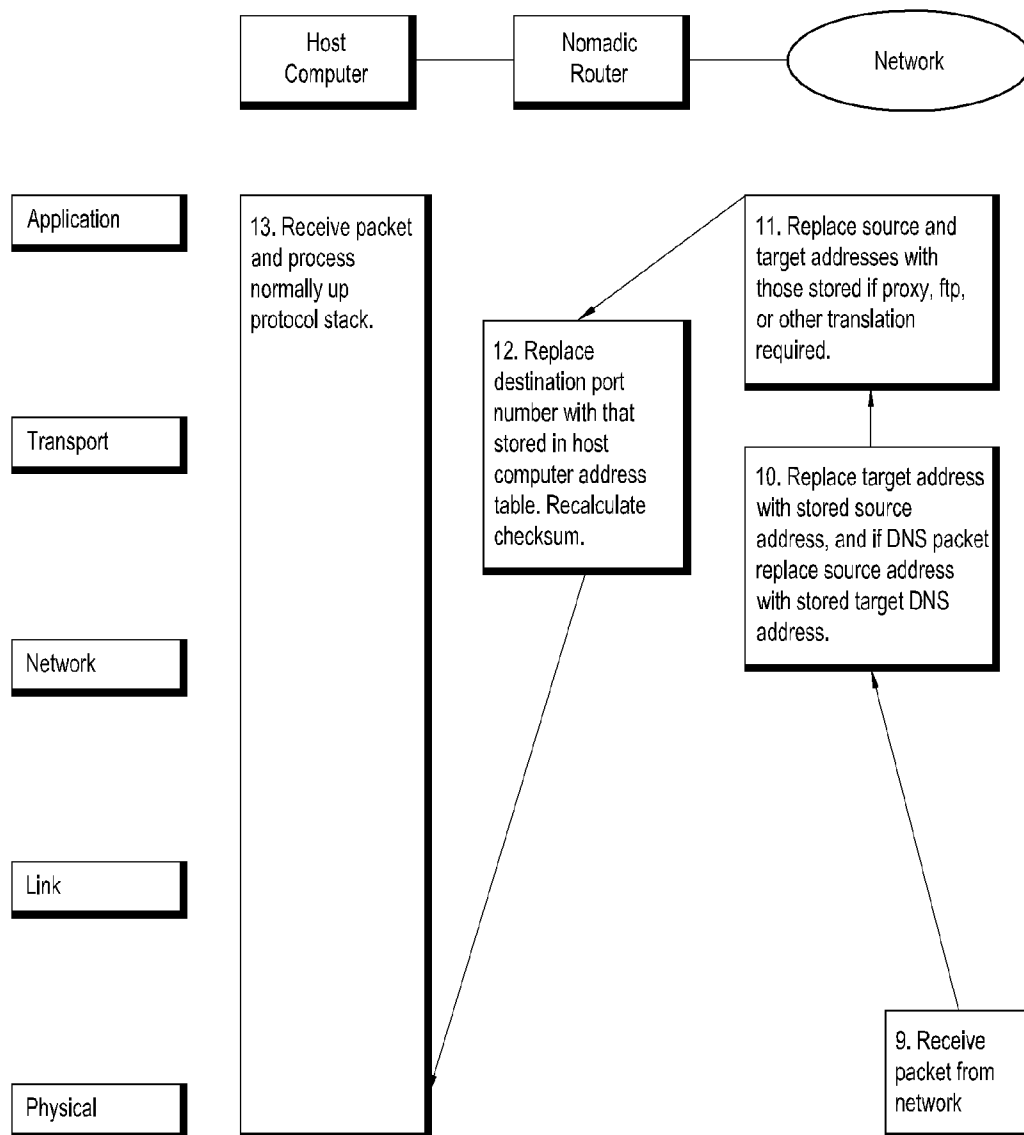 Host
Computer
Nomadic
Router
Network
Application
Transport
Network
Link
Physical
13. Receive packet
and process
normally up
protocol stack.
12. Replace
destination port
number with that
stored in host
computer address
table. Recalculate
checksum.
11. Replace source and
target addresses with
those stored if proxy, ftp,
or other translation
required.
10. Replace target address
with stored source
address, and if DNS packet
replace source address
with stored target DNS
address.
9. Receive
packet from
network